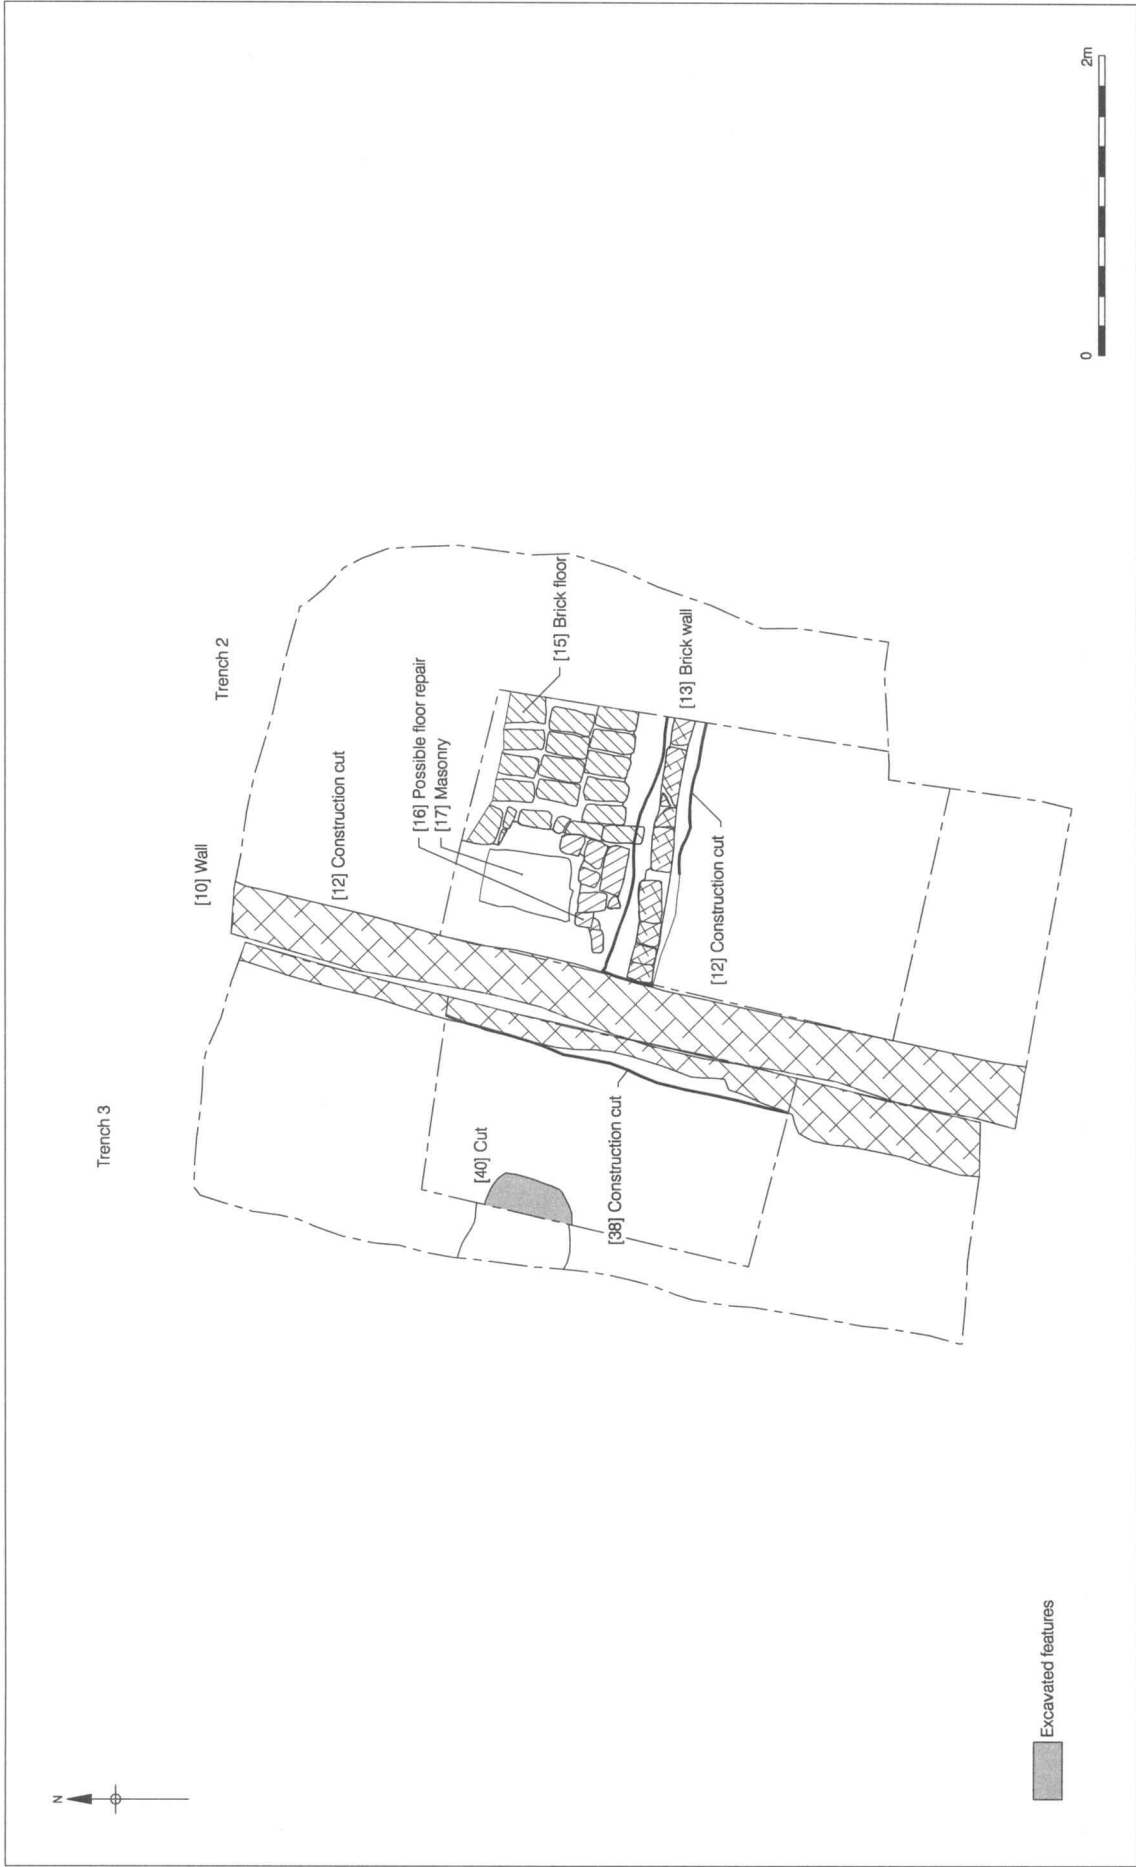 Trench 3
Trench 2
[10] Wall
[12] Construction cut
[16] Possible floor repair
[17] Masonry
[15] Brick floor
[40] Cut
[13] Brick wall
[38] Construction cut
[12] Construction cut
N
Excavated features
0
2m